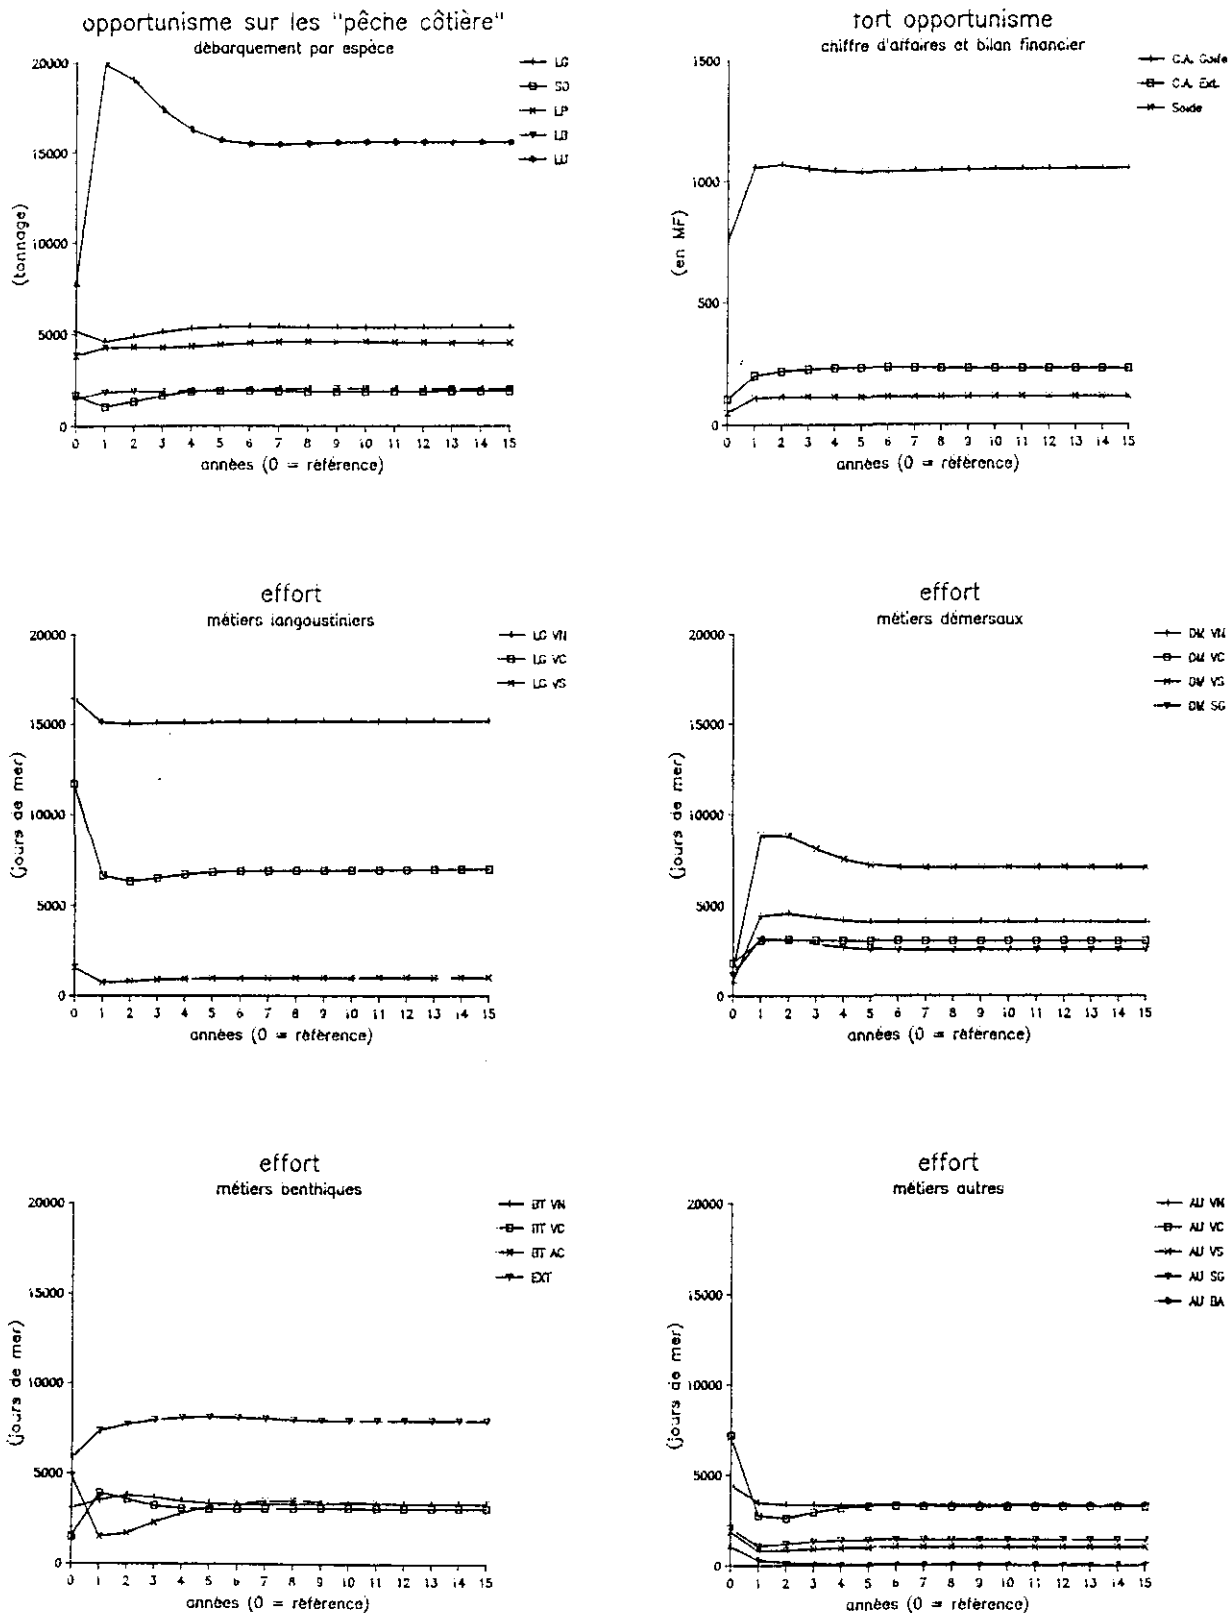 opportunisme sur les "pêche côtière"
débarquement par espèce
20000
15000
10000
5000
0
(tonnage)
LG
SO
LP
0 1 2 3 4 5 6 7 8 9 10 11 12 13 14 15
années (0 = référence)
fort opportunisme
chiffre d'affaires et bilan financier
1500
1000
500
0
(en MF)
C.A. Golfe
C.A. Ext.
Solde
0 1 2 3 4 5 6 7 8 9 10 11 12 13 14 15
années (0 = référence)
effort
métiers langoustiniers
20000
15000
10000
5000
0
(jours de mer)
LG VN
LG VC
LG VS
0 1 2 3 4 5 6 7 8 9 10 11 12 13 14 15
années (0 = référence)
effort
métiers démersaux
20000
15000
10000
5000
0
(jours de mer)
DM VN
DM VC
DM VS
DM SG
0 1 2 3 4 5 6 7 8 9 10 11 12 13 14 15
années (0 = référence)
effort
métiers benthiques
20000
15000
10000
5000
0
(jours de mer)
BT VN
BT VC
BT AC
EXT
0 1 2 3 4 5 6 7 8 9 10 11 12 13 14 15
années (0 = référence)
effort
métiers autres
20000
15000
10000
5000
0
(jours de mer)
AU VN
AU VC
AU VS
AU SG
AU BA
0 1 2 3 4 5 6 7 8 9 10 11 12 13 14 15
années (0 = référence)